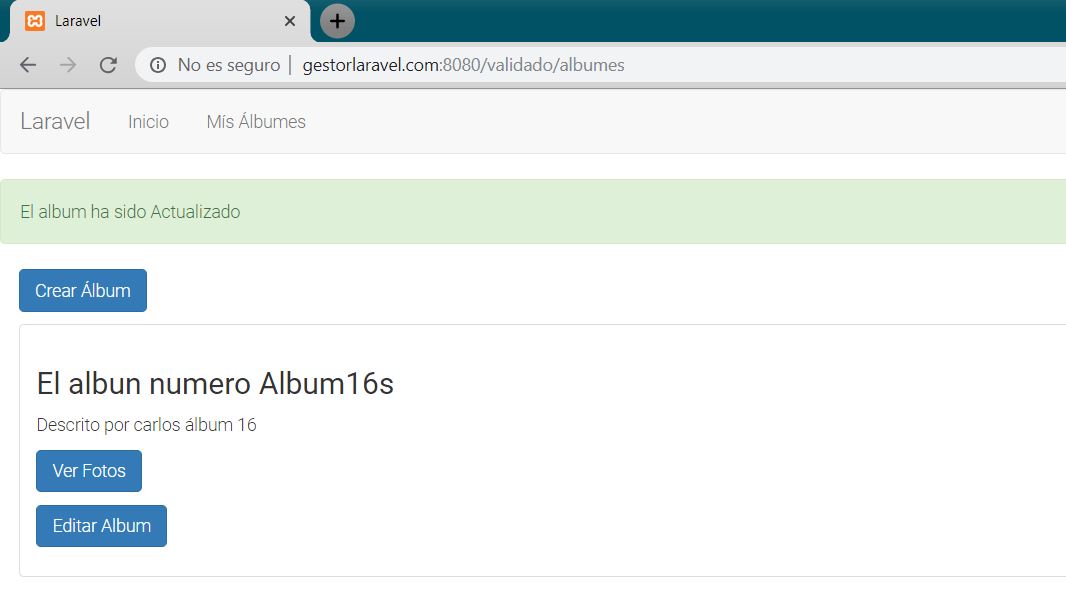 Laravel
No es seguro | gestorlaravel.com:8080/validado/albumes
Laravel Inicio Mis Álbumes
El album ha sido Actualizado
Crear Álbum
El albun numero Album16s
Descrito por carlos álbum 16
Ver Fotos
Editar Album